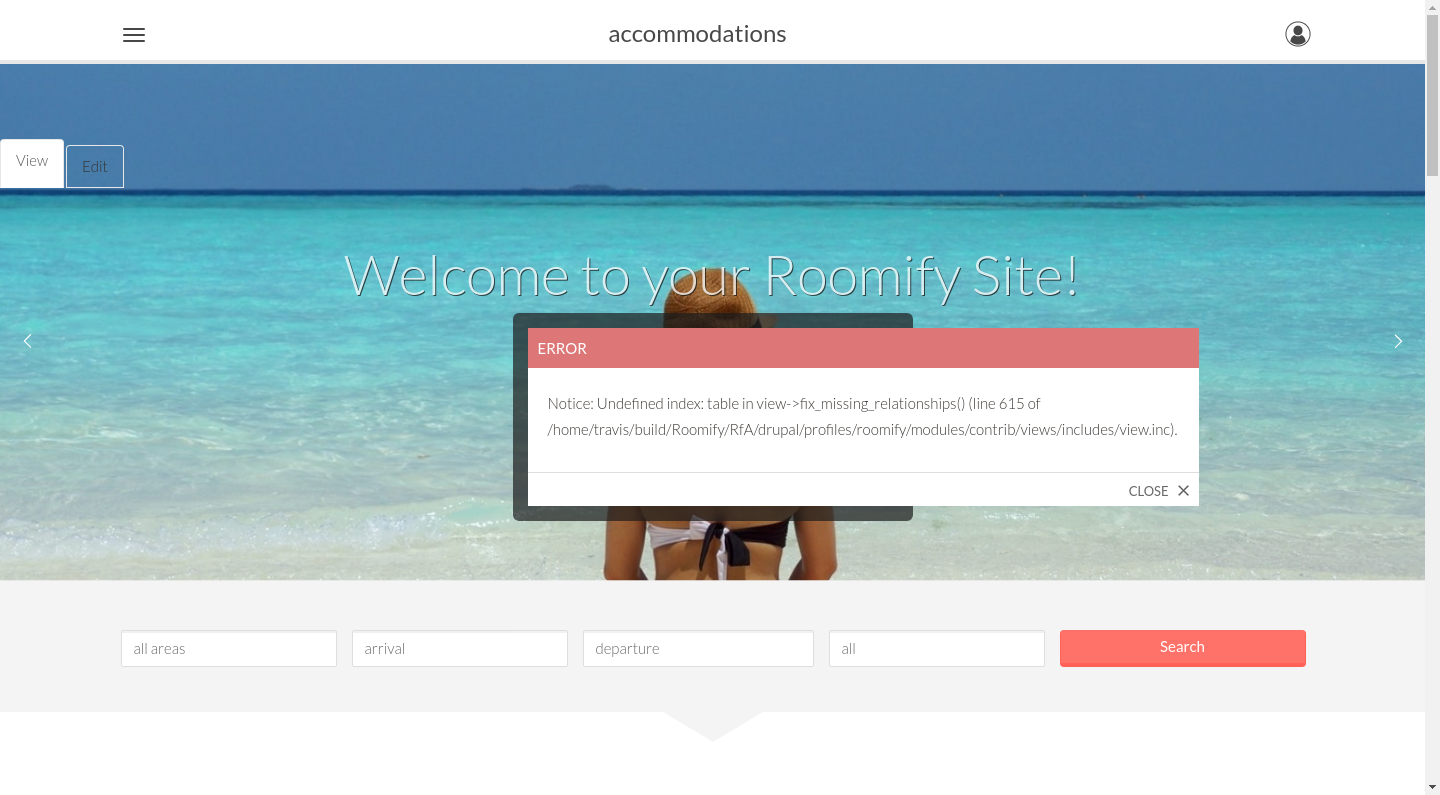 accommodations
View
Edit
Welcome to your Roomify Site!
ERROR
Notice: Undefined index: table in view->fix_missing_relationships() (line 615 of
/home/travis/build/Roomify/RfA/drupal/profiles/roomify/modules/contrib/views/includes/view.inc).
CLOSE
all areas
arrival
departure
all
Search